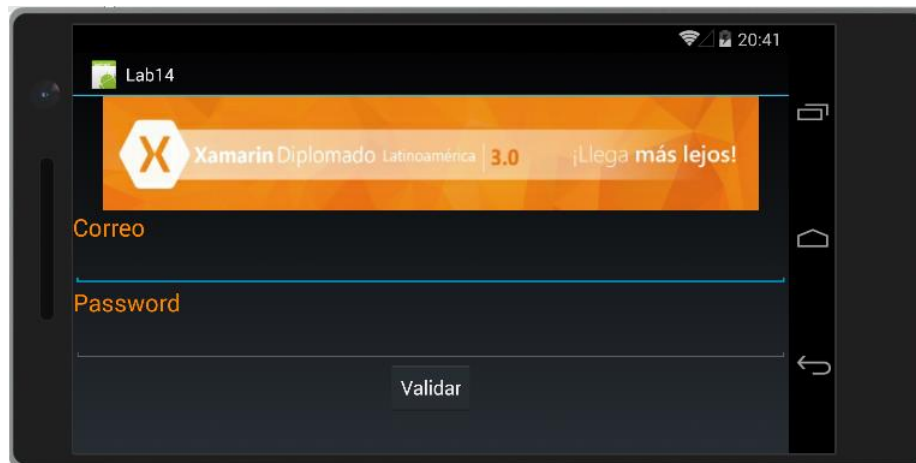 20:41
Lab14
X Xamarin Diplomado Latinoamérica 3.0 ¡Llega más lejos!
Correo
Password
Validar